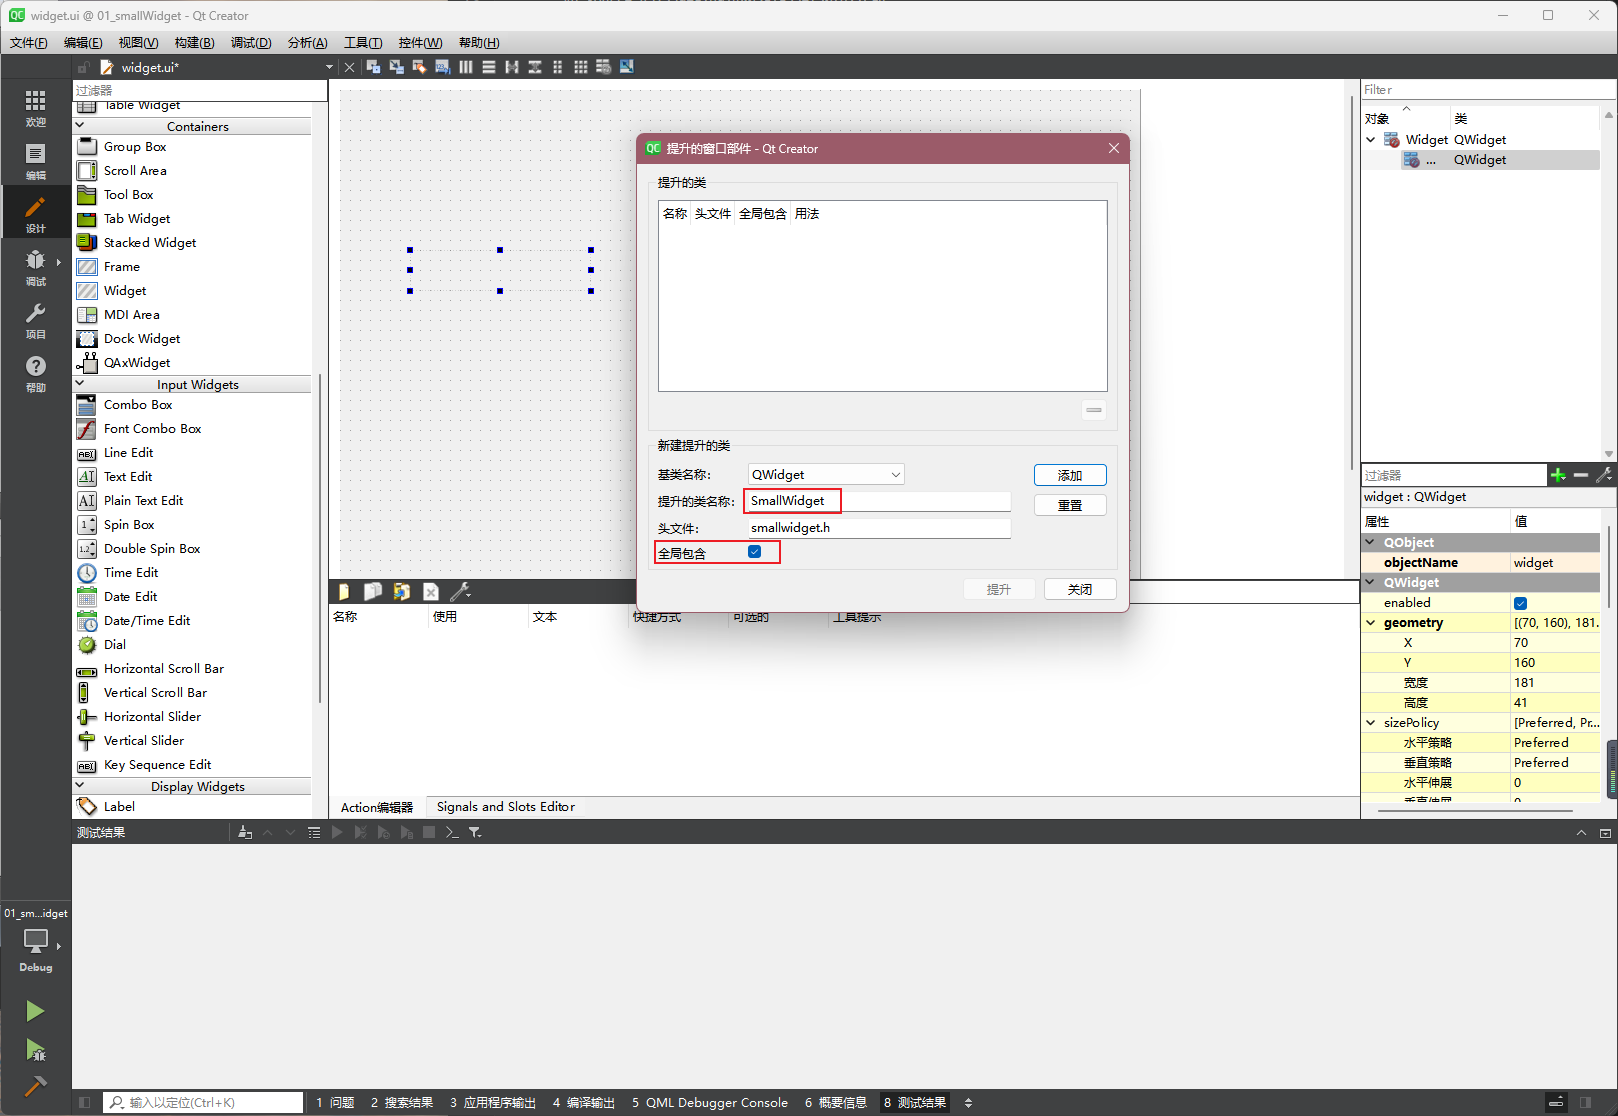 widget.ui @ 01_smallWidget - Qt Creator
文件(F) 编辑(E) 视图(V) 构建(B) 调试(D) 分析(A) 工具(T) 控件(W) 帮助(H)
widget.ui*
欢迎
编辑
设计
调试
项目
帮助
01_sm...idget
Debug
过滤器
Table Widget
Containers
Group Box
Scroll Area
Tool Box
Tab Widget
Stacked Widget
Frame
Widget
MDI Area
Dock Widget
QAxWidget
Input Widgets
Combo Box
Font Combo Box
Line Edit
Text Edit
Plain Text Edit
Spin Box
Double Spin Box
Time Edit
Date Edit
Date/Time Edit
Dial
Horizontal Scroll Bar
Vertical Scroll Bar
Horizontal Slider
Vertical Slider
Key Sequence Edit
Display Widgets
Label
提升的窗口部件 - Qt Creator
提升的类
名称 头文件 全局包含 用法
新建提升的类
基类名称: QWidget 添加
提升的类名称: SmallWidget 重置
头文件: smallwidget.h
全局包含
提升 关闭
名称 使用 文本 快捷方式 可选的 工具提示
Action编辑器 Signals and Slots Editor
Filter
对象 类
Widget QWidget
... QWidget
过滤器
widget : QWidget
属性 值
QObject
objectName widget
QWidget
enabled
geometry [(70, 160), 181...
X 70
Y 160
宽度 181
高度 41
sizePolicy [Preferred, Pr...
水平策略 Preferred
垂直策略 Preferred
水平伸展 0
垂直伸展 0
测试结果
输入以定位(Ctrl+K) 1 问题 2 搜索结果 3 应用程序输出 4 编译输出 5 QML Debugger Console 6 概要信息 8 测试结果